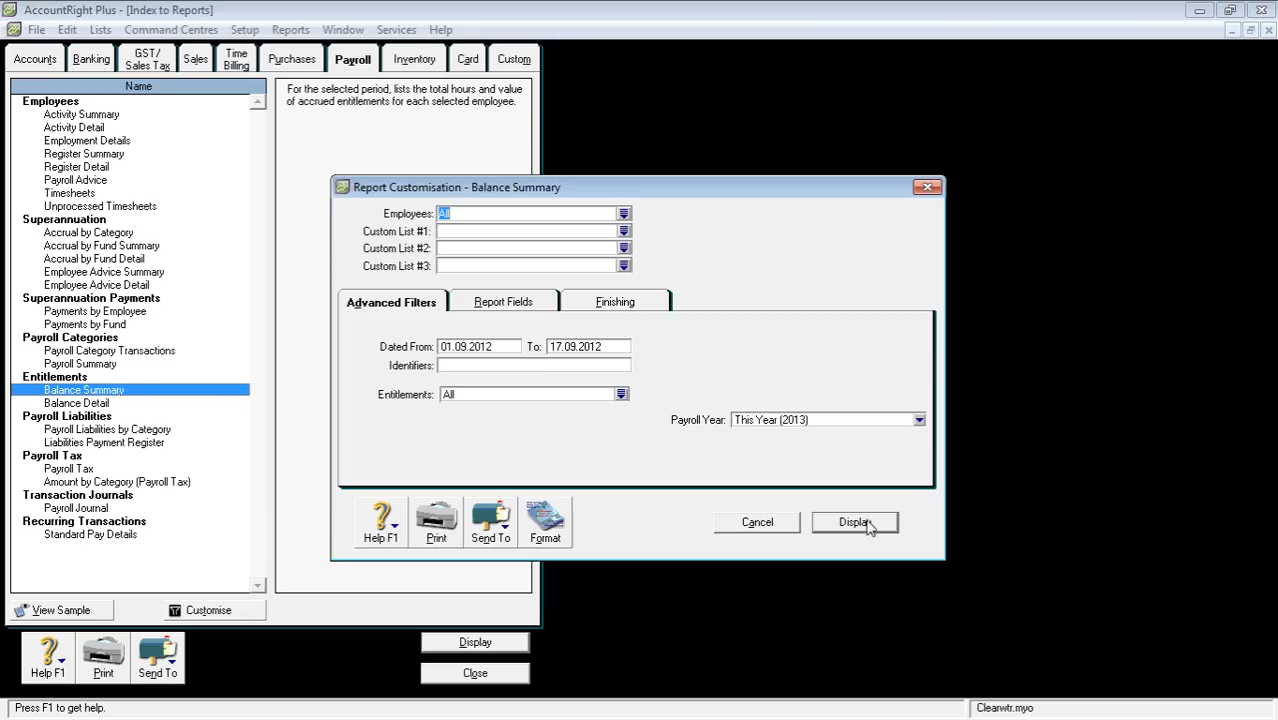 AccountRight Plus - [Index to Reports]
File Edit Lists Command Centres Setup Reports Window Services Help
Accounts Banking GST/ Sales Tax Sales Time Billing Purchases Payroll Inventory Card Custom
Name
Employees
Activity Summary
Activity Detail
Employment Details
Register Summary
Register Detail
Payroll Advice
Timesheets
Unprocessed Timesheets
Superannuation
Accrual by Category
Accrual by Fund Summary
Accrual by Fund Detail
Employee Advice Summary
Employee Advice Detail
Superannuation Payments
Payments by Employee
Payments by Fund
Payroll Categories
Payroll Category Transactions
Payroll Summary
Entitlements
Balance Summary
Balance Detail
Payroll Liabilities
Payroll Liabilities by Category
Liabilities Payment Register
Payroll Tax
Payroll Tax
Amount by Category (Payroll Tax)
Transaction Journals
Payroll Journal
Recurring Transactions
Standard Pay Details
View Sample Customise
For the selected period, lists the total hours and value
of accrued entitlements for each selected employee.
Report Customisation - Balance Summary
Employees: All
Custom List #1:
Custom List #2:
Custom List #3:
Advanced Filters Report Fields Finishing
Dated From: 01.09.2012 To: 17.09.2012
Identifiers:
Entitlements: All
Payroll Year: This Year (2013)
Help F1 Print Send To Format Cancel Display
Help F1 Print Send To
Display
Close
Press F1 to get help. Clearwtr.myo